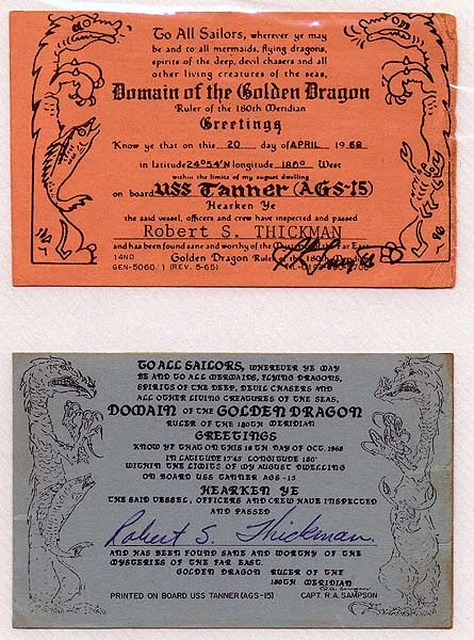 To All Sailors, wherever ye may
be and to all mermaids, flying dragons,
spirits of the deep, devil chasers and all
other living creatures of the seas,
Domain of the Golden Dragon
Ruler of the 180th Meridian
Greetings
Know ye that on this 20 day of APRIL 19 68
in latitude 24°54'N longitude 180° West
within the limits of my august dwelling
on board USS Tanner (AGS-15)
Hearken Ye
the said vessel, officers and crew have inspected and passed
Robert S. THICKMAN
and has been found sane and worthy of the Mysteries of the Far East
14ND Golden Dragon Ruler of the 180th Meridian
GEN-5060. 1 (REV. 5-65)
TO ALL SAILORS, WHEREVER YE MAY
BE AND TO ALL MERMAIDS, FLYING DRAGONS,
SPIRITS OF THE DEEP, DEVIL CHASERS AND
ALL OTHER LIVING CREATURES OF THE SEAS,
DOMAIN OF THE GOLDEN DRAGON
RULER OF THE 180TH MERIDIAN
GREETINGS
KNOW YE THAT ON THIS 18 TH DAY OF OCT. 1968
IN LATITUDE 17'43 LONGITUDE 180°
WITHIN THE LIMITS OF MY AUGUST DWELLING
ON BOARD USS TANNER AGS -15
HEARKEN YE
THE SAID VESSEL, OFFICERS AND CREW HAVE INSPECTED
AND PASSED
Robert S. Thickman.
AND HAS BEEN FOUND SANE AND WORTHY OF THE
MYSTERIES OF THE FAR EAST.
GOLDEN DRAGON RULER OF THE
180TH MERIDIAN
PRINTED ON BOARD USS TANNER (AGS-15) CAPT. R.A. SAMPSON